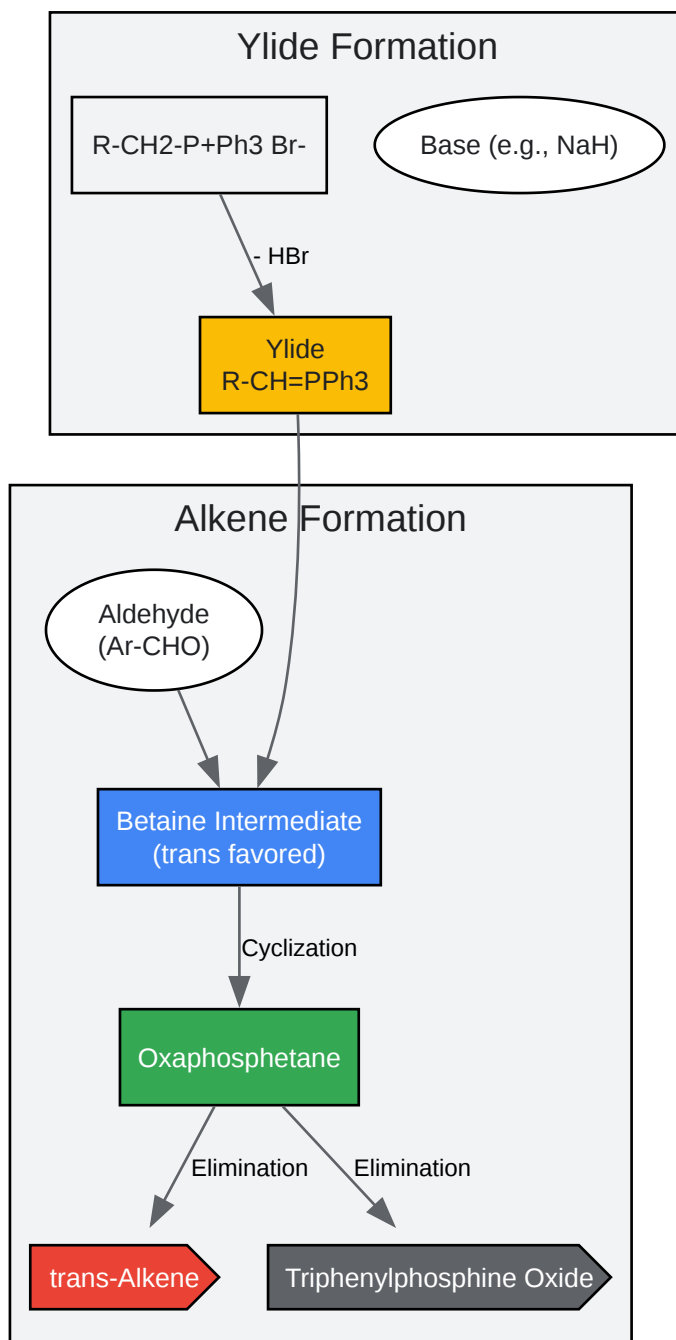 Ylide Formation
R-CH2-P+Ph3 Br-
Base (e.g., NaH)
- HBr
Ylide
R-CH=PPh3
Alkene Formation
Aldehyde
(Ar-CHO)
Betaine Intermediate
(trans favored)
Cyclization
Oxaphosphetane
Elimination
Elimination
trans-Alkene
Triphenylphosphine Oxide